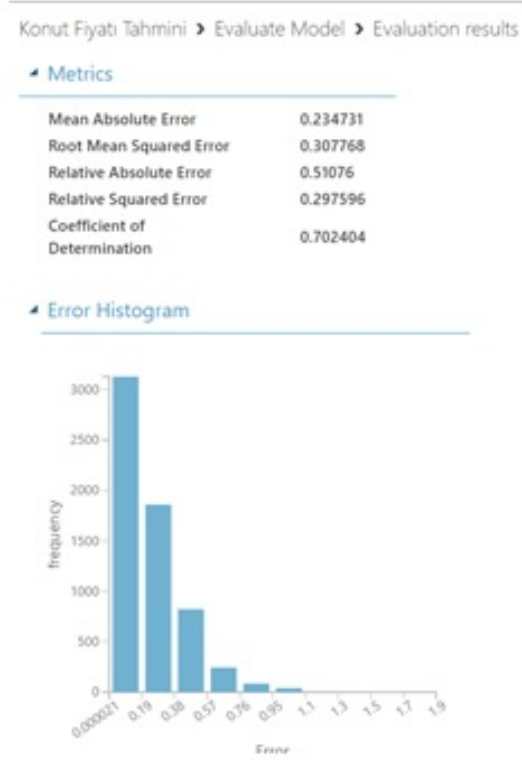 Konut Fiyatı Tahmini > Evaluate Model > Evaluation results
Metrics
Mean Absolute Error 0.234731
Root Mean Squared Error 0.307768
Relative Absolute Error 0.51076
Relative Squared Error 0.297596
Coefficient of
Determination 0.702404
Error Histogram
3000
2500
2000
1500
1000
500
0
frequency
0.000021 0.19 0.38 0.57 0.76 0.95 1.1 1.3 1.5 1.7 1.9
Error